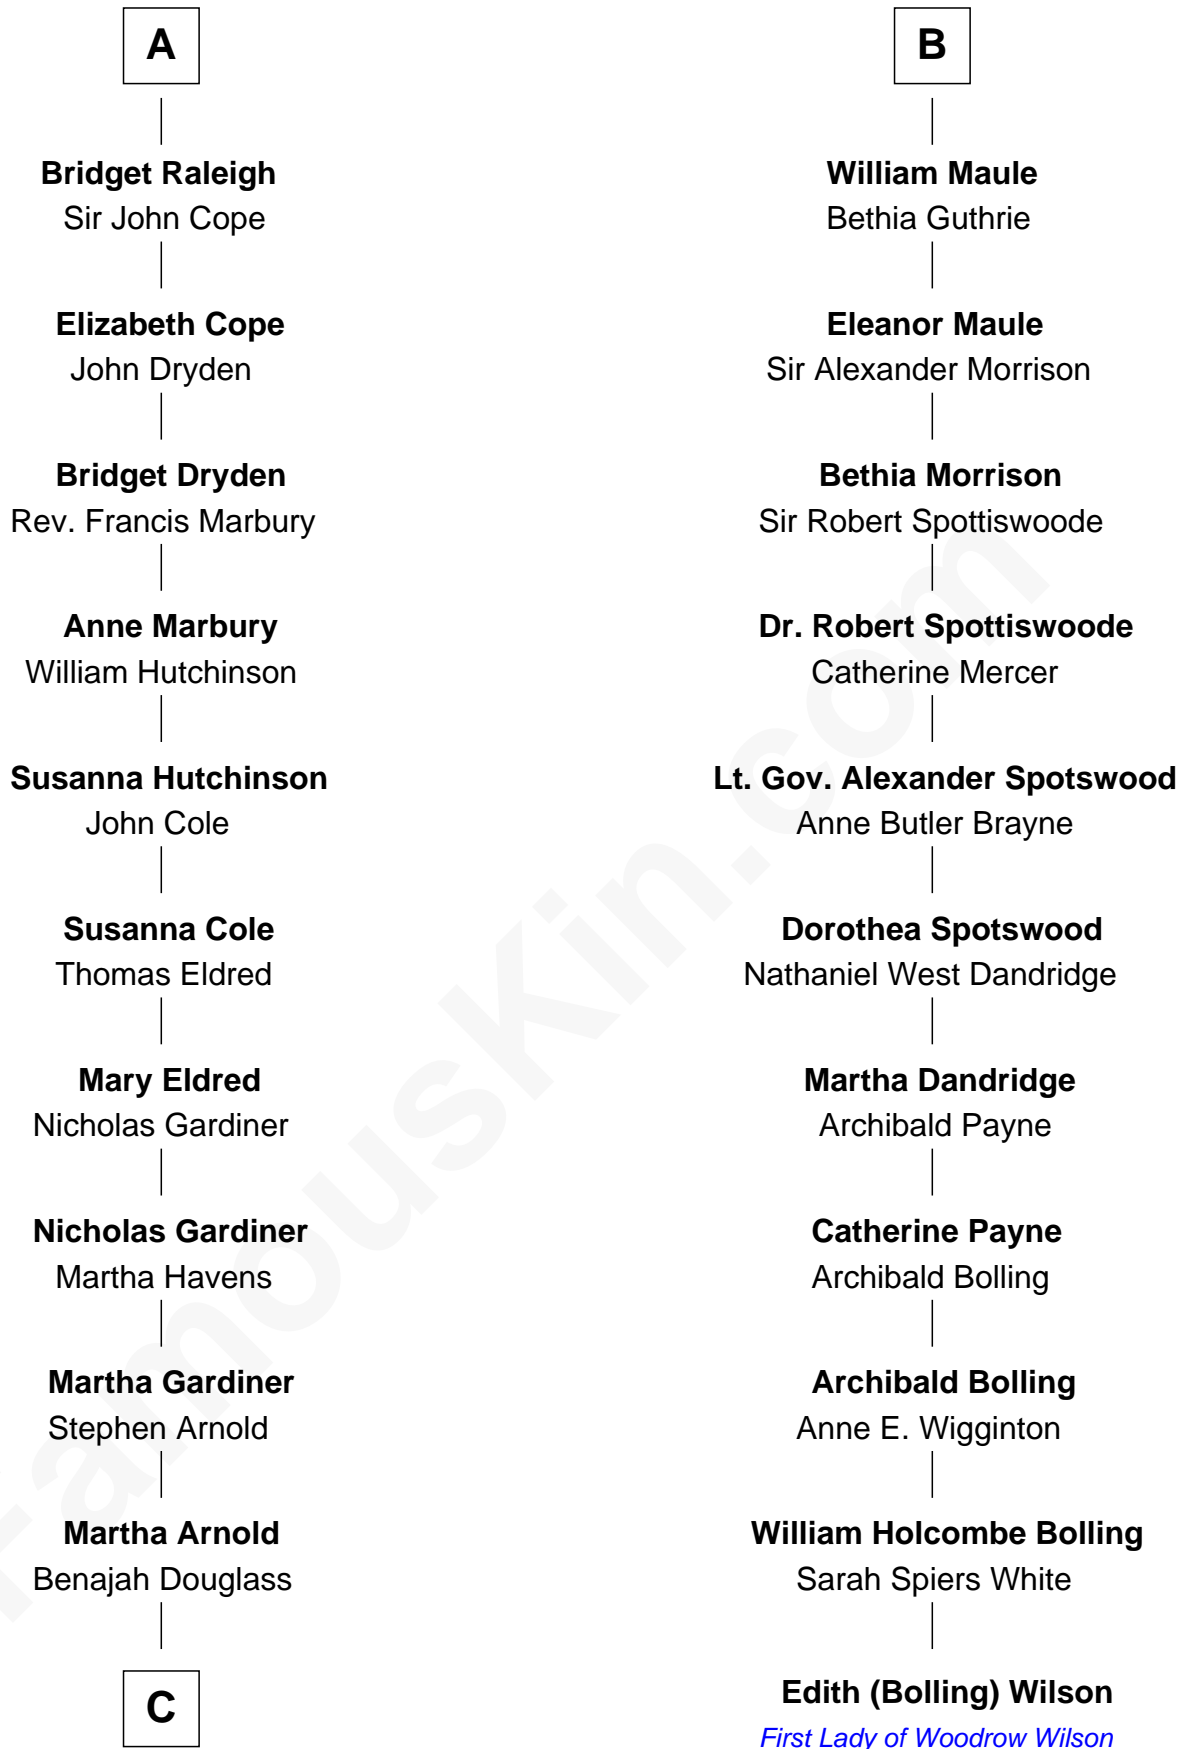 A
Bridget Raleigh
Sir John Cope
Elizabeth Cope
John Dryden
Bridget Dryden
Rev. Francis Marbury
Anne Marbury
William Hutchinson
Susanna Hutchinson
John Cole
Susanna Cole
Thomas Eldred
Mary Eldred
Nicholas Gardiner
Nicholas Gardiner
Martha Havens
Martha Gardiner
Stephen Arnold
Martha Arnold
Benajah Douglass
C
B
William Maule
Bethia Guthrie
Eleanor Maule
Sir Alexander Morrison
Bethia Morrison
Sir Robert Spottiswoode
Dr. Robert Spottiswoode
Catherine Mercer
Lt. Gov. Alexander Spotswood
Anne Butler Brayne
Dorothea Spotswood
Nathaniel West Dandridge
Martha Dandridge
Archibald Payne
Catherine Payne
Archibald Bolling
Archibald Bolling
Anne E. Wigginton
William Holcombe Bolling
Sarah Spiers White
Edith (Bolling) Wilson
First Lady of Woodrow Wilson
FamousKin.com